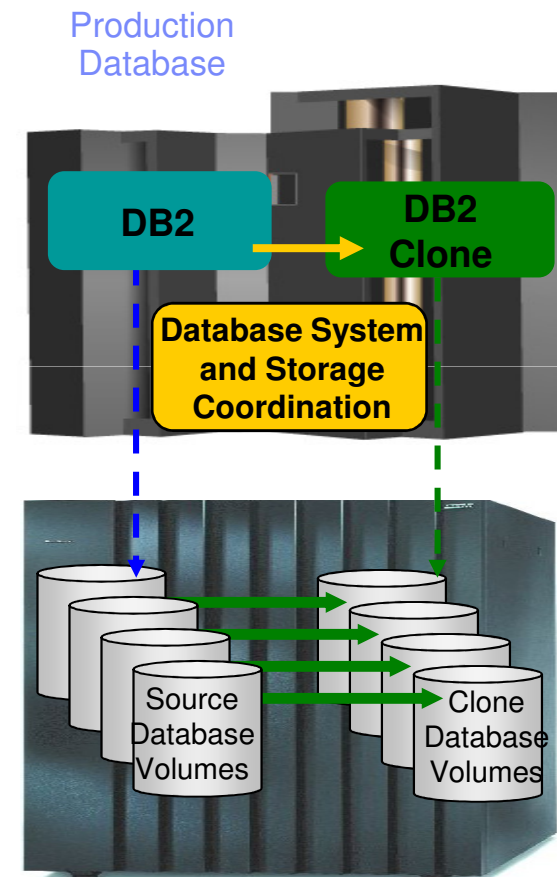 Production
Database
DB2
DB2
Clone
Database System
and Storage
Coordination
Source
Database
Volumes
Clone
Database
Volumes